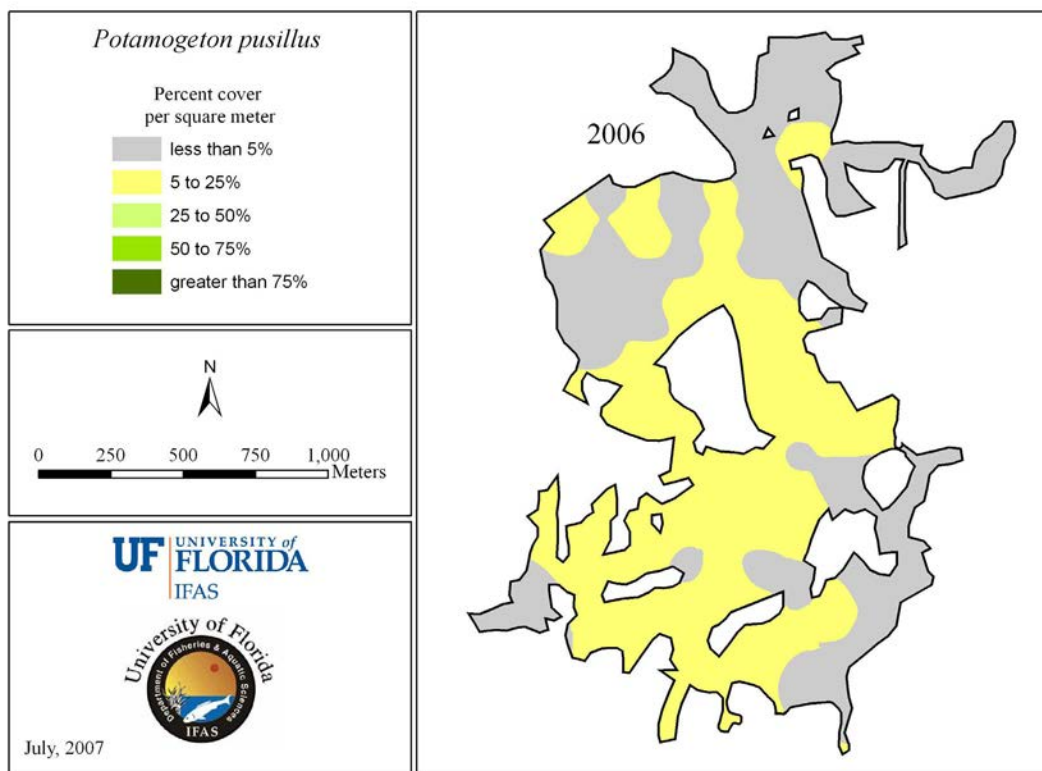 Potamogeton pusillus
Percent cover
per square meter
less than 5%
5 to 25%
25 to 50%
50 to 75%
greater than 75%
N
0 250 500 750 1,000
Meters
UF UNIVERSITY of
FLORIDA
IFAS
University of Florida
Department of Fisheries & Aquatic Sciences
IFAS
July, 2007
2006